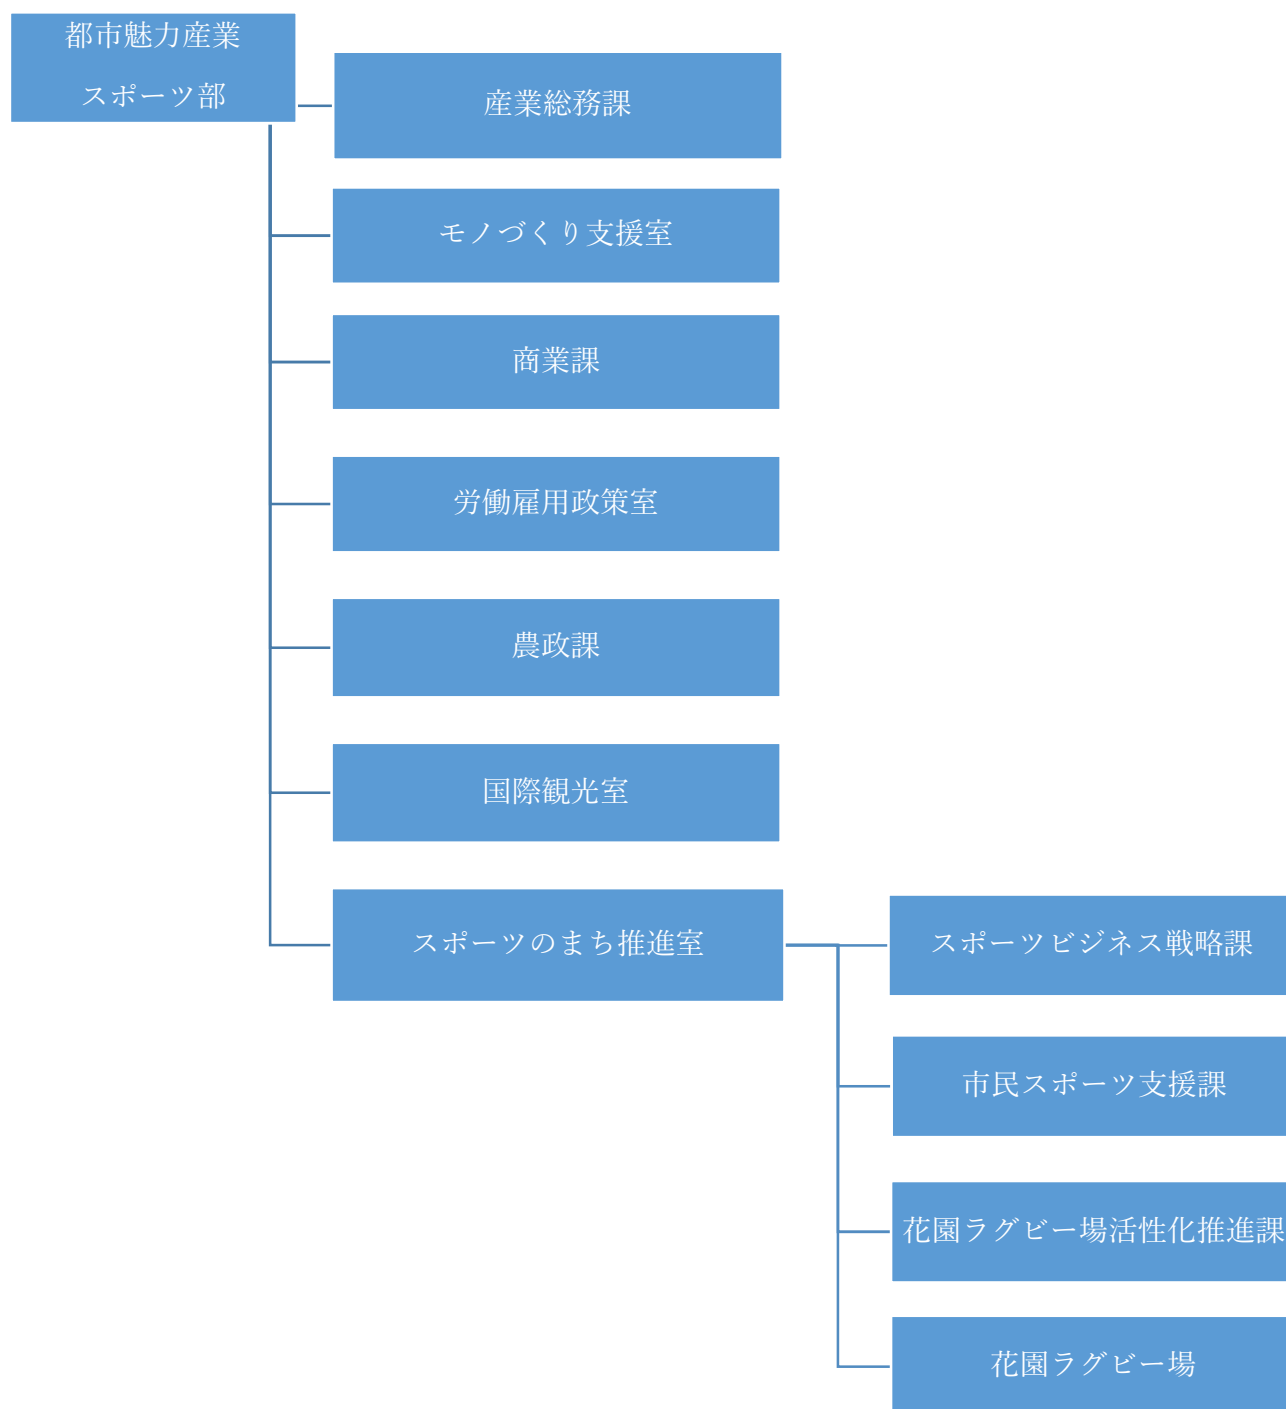 都市魅力産業
スポーツ部
産業総務課
モノづくり支援室
商業課
労働雇用政策室
農政課
国際観光室
スポーツのまち推進室
スポーツビジネス戦略課
市民スポーツ支援課
花園ラグビー場活性化推進課
花園ラグビー場